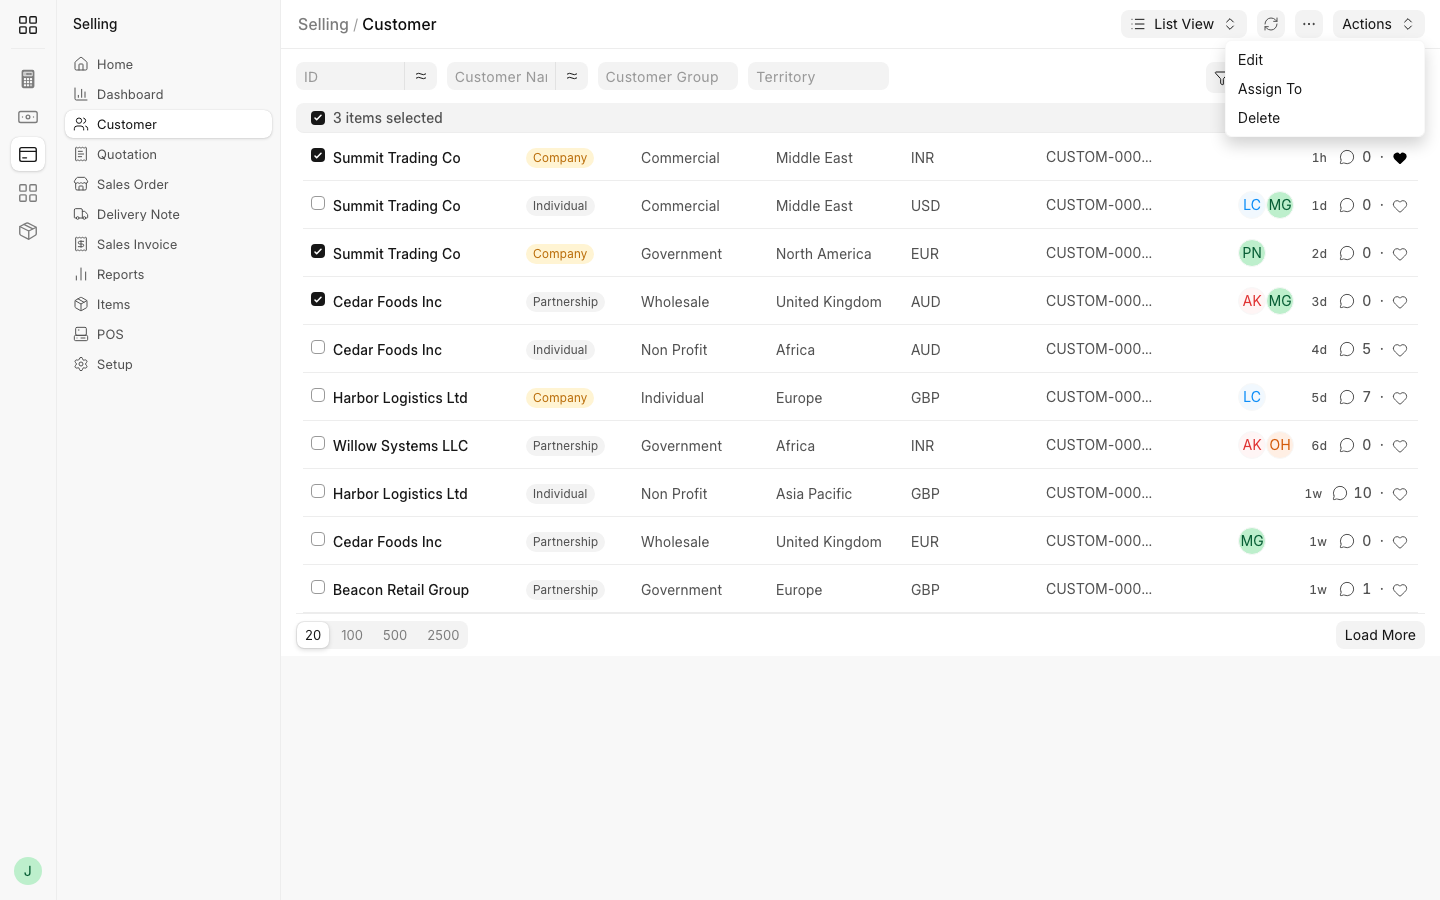 Selling
Home
Dashboard
Customer
Quotation
Sales Order
Delivery Note
Sales Invoice
Reports
Items
POS
Setup
J
Selling / Customer
List View
Actions
Edit
Assign To
Delete
ID
≈
Customer Nar
≈
Customer Group
Territory
3 items selected
Summit Trading Co Company Commercial Middle East INR CUSTOM-000... 1h 0 ·
Summit Trading Co Individual Commercial Middle East USD CUSTOM-000... LC MG 1d 0 ·
Summit Trading Co Company Government North America EUR CUSTOM-000... PN 2d 0 ·
Cedar Foods Inc Partnership Wholesale United Kingdom AUD CUSTOM-000... AK MG 3d 0 ·
Cedar Foods Inc Individual Non Profit Africa AUD CUSTOM-000... 4d 5 ·
Harbor Logistics Ltd Company Individual Europe GBP CUSTOM-000... LC 5d 7 ·
Willow Systems LLC Partnership Government Africa INR CUSTOM-000... AK OH 6d 0 ·
Harbor Logistics Ltd Individual Non Profit Asia Pacific GBP CUSTOM-000... 1w 10 ·
Cedar Foods Inc Partnership Wholesale United Kingdom EUR CUSTOM-000... MG 1w 0 ·
Beacon Retail Group Partnership Government Europe GBP CUSTOM-000... 1w 1 ·
20 100 500 2500
Load More